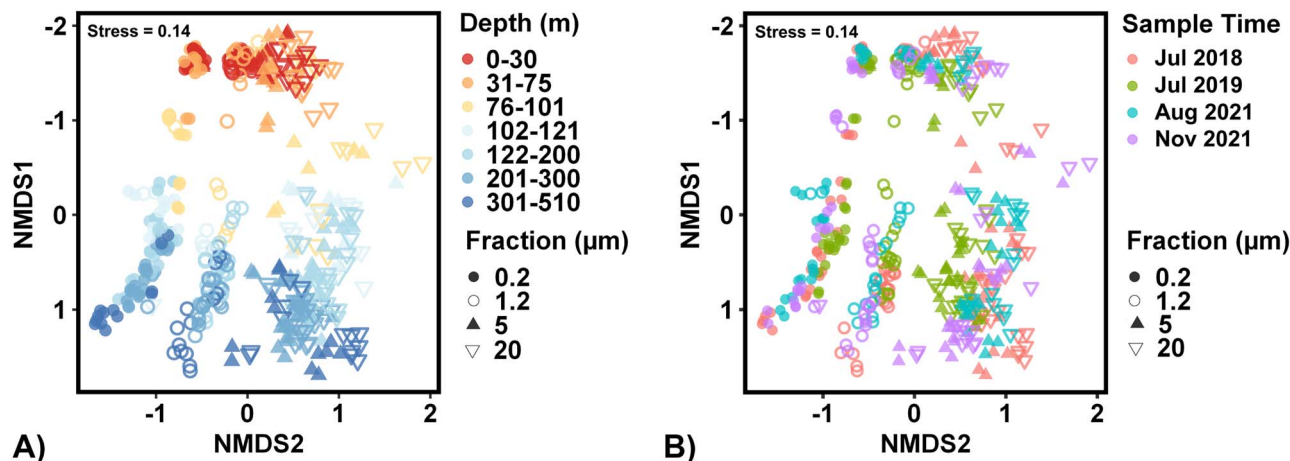 Stress = 0.14
-2
-1
0
1
NMDS1
-1
0
1
2
NMDS2
A)
Depth (m)
0-30
31-75
76-101
102-121
122-200
201-300
301-510
Fraction (µm)
0.2
1.2
5
20
Stress = 0.14
-2
-1
0
1
NMDS1
-1
0
1
2
NMDS2
B)
Sample Time
Jul 2018
Jul 2019
Aug 2021
Nov 2021
Fraction (µm)
0.2
1.2
5
20